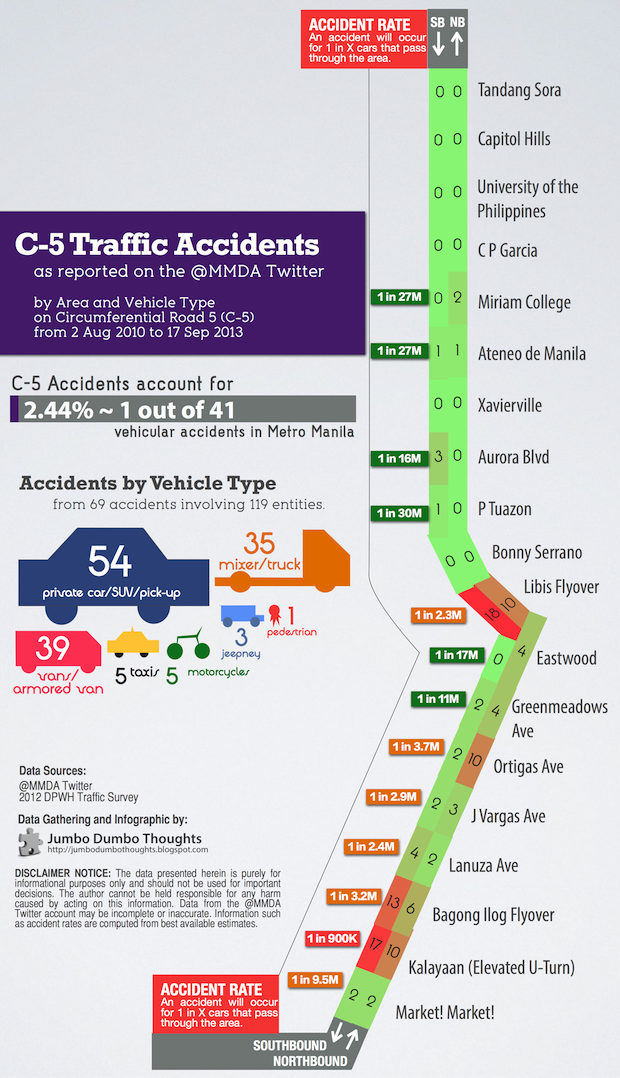 ACCIDENT RATE
An accident will occur
for 1 in X cars that pass
through the area.
SB NB
0 0 Tandang Sora
0 0 Capitol Hills
0 0 University of the
Philippines
0 0 C P Garcia
1 in 27M 0 2 Miriam College
1 in 27M 1 1 Ateneo de Manila
0 0 Xavierville
1 in 16M 3 0 Aurora Blvd
1 in 30M 1 0 P Tuazon
0 0 Bonny Serrano
1 in 2.3M 18 10 Libis Flyover
1 in 17M 0 4 Eastwood
1 in 11M 2 4 Greenmeadows
Ave
1 in 3.7M 2 10 Ortigas Ave
1 in 2.9M 2 3 J Vargas Ave
1 in 2.4M 4 2 Lanuza Ave
1 in 3.2M 13 6 Bagong Ilog Flyover
1 in 900K 17 10 Kalayaan (Elevated U-Turn)
1 in 9.5M 2 2 Market! Market!
C-5 Traffic Accidents
as reported on the @MMDA Twitter
by Area and Vehicle Type
on Circumferential Road 5 (C-5)
from 2 Aug 2010 to 17 Sep 2013
C-5 Accidents account for
2.44% ~ 1 out of 41
vehicular accidents in Metro Manila
Accidents by Vehicle Type
from 69 accidents involving 119 entities.
54
private car/SUV/pick-up
35
mixer/truck
39
vans/
armored van
5 taxis
5 motorcycles
3
jeepney
1
pedestrian
Data Sources:
@MMDA Twitter
2012 DPWH Traffic Survey
Data Gathering and Infographic by:
Jumbo Dumbo Thoughts
http://jumbodumbothoughts.blogspot.com
DISCLAIMER NOTICE: The data presented herein is purely for
informational purposes only and should not be used for important
decisions. The author cannot be held responsible for any harm
caused by acting on this information. Data from the @MMDA
Twitter account may be incomplete or inaccurate. Information such
as accident rates are computed from best available estimates.
ACCIDENT RATE
An accident will occur
for 1 in X cars that pass
through the area.
SOUTHBOUND
NORTHBOUND